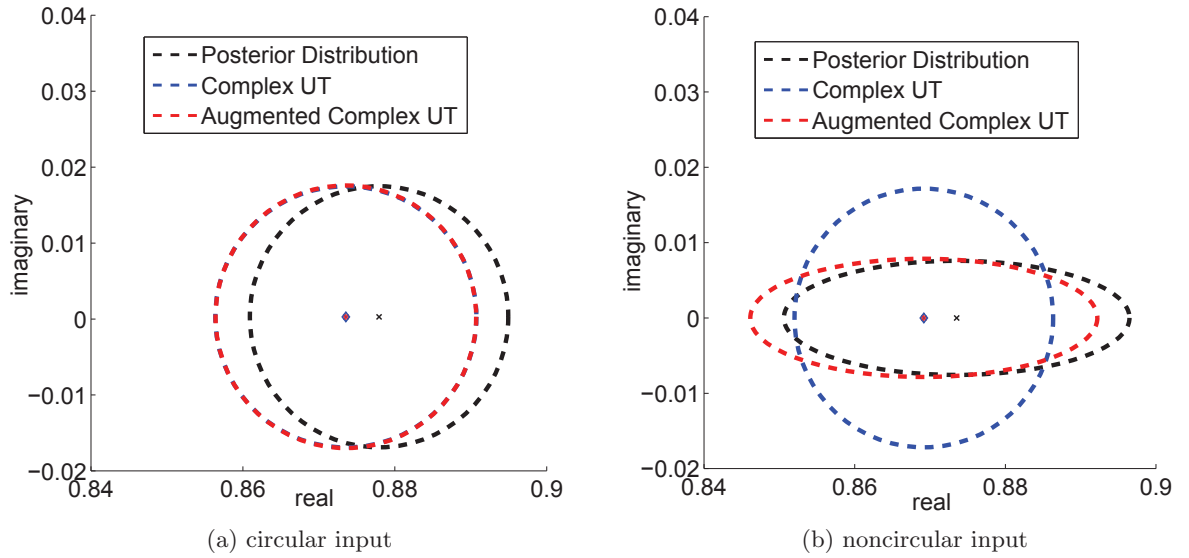 0.04
0.03
0.02
0.01
0
−0.01
−0.02
imaginary
Posterior Distribution
Complex UT
Augmented Complex UT
0.84
0.86
0.88
0.9
real
(a) circular input
0.04
0.03
0.02
0.01
0
−0.01
−0.02
imaginary
Posterior Distribution
Complex UT
Augmented Complex UT
0.84
0.86
0.88
0.9
real
(b) noncircular input